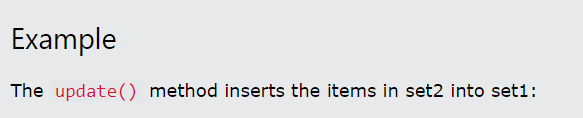 Example
The update() method inserts the items in set2 into set1: